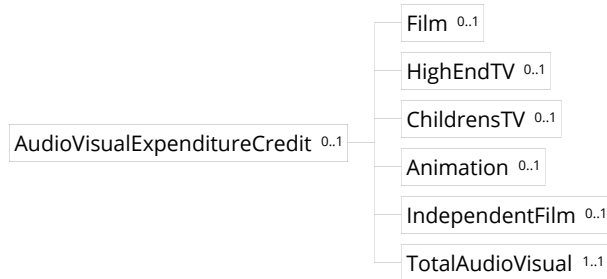 Film 0..1
HighEndTV 0..1
ChildrensTV 0..1
AudioVisualExpenditureCredit 0..1
Animation 0..1
IndependentFilm 0..1
TotalAudioVisual 1..1